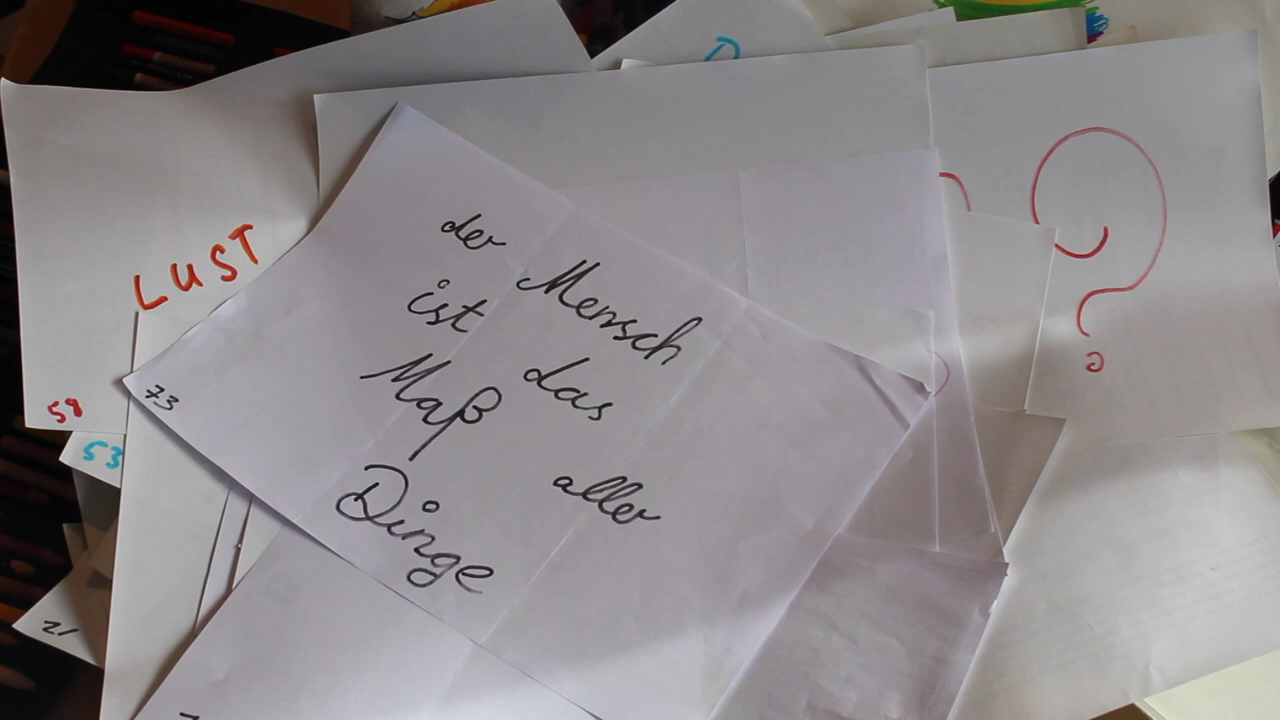 der Mensch
ist das
Maß aller
Dinge
73
LUST
59
53
21
?